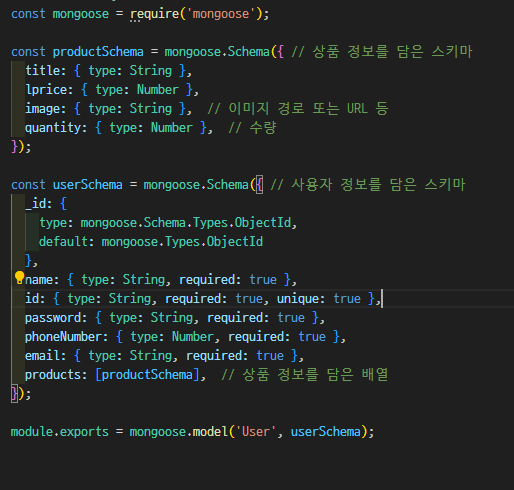 const mongoose = require('mongoose');
const productSchema = mongoose.Schema({ // 상품 정보를 담은 스키마
title: { type: String },
lprice: { type: Number },
image: { type: String },  // 이미지 경로 또는 URL 등
quantity: { type: Number },  // 수량
});
const userSchema = mongoose.Schema({ // 사용자 정보를 담은 스키마
_id: {
type: mongoose.Schema.Types.ObjectId,
default: mongoose.Types.ObjectId
},
name: { type: String, required: true },
id: { type: String, required: true, unique: true },
password: { type: String, required: true },
phoneNumber: { type: Number, required: true },
email: { type: String, required: true },
products: [productSchema],  // 상품 정보를 담은 배열
});
module.exports = mongoose.model('User', userSchema);